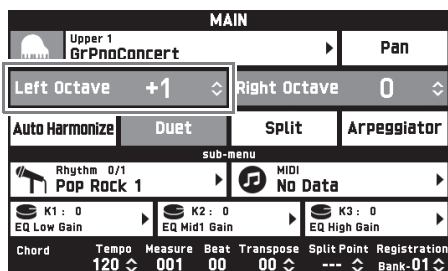 MAIN
Upper 1
GrPnoConcert
Pan
Left Octave +1 Right Octave 0
Auto Harmonize Duet Split Arpeggiator
sub-menu
Rhythm 0/1
Pop Rock 1
MIDI
No Data
K1: 0
EQ Low Gain
K2: 0
EQ Mid1 Gain
K3: 0
EQ High Gain
Chord Tempo Measure Beat Transpose Split Point Registration
120 001 00 00 --- Bank-01